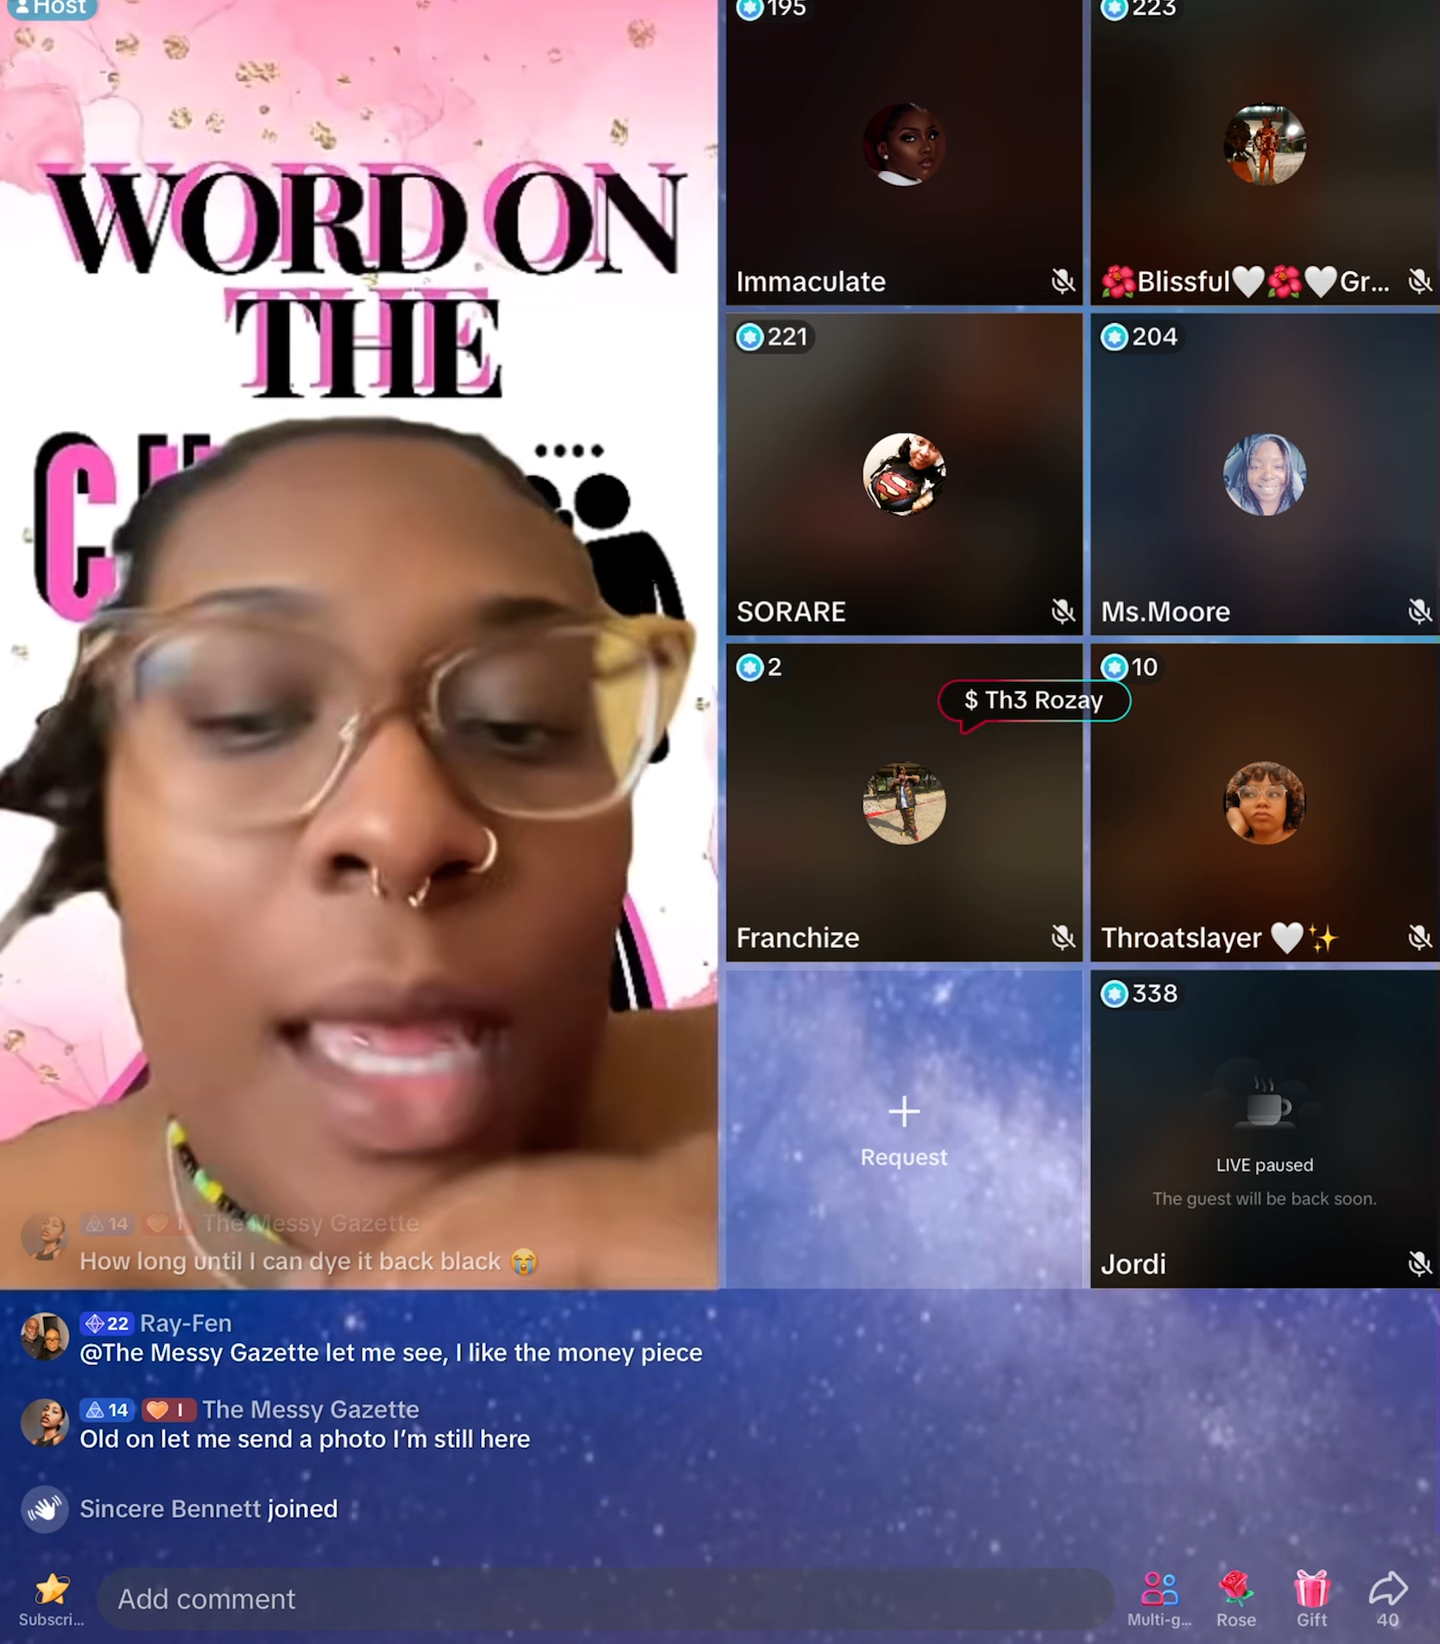 Host
WORD ON
THE
195
Immaculate
223
🌺Blissful🤍🌺🤍Gr...
221
SORARE
204
Ms.Moore
2
Franchize
$ Th3 Rozay
10
Throatslayer 🤍✨
Request
338
LIVE paused
The guest will be back soon.
Jordi
14 I The Messy Gazette
How long until I can dye it back black 😭
22 Ray-Fen
@The Messy Gazette let me see, I like the money piece
14 I The Messy Gazette
Old on let me send a photo I'm still here
Sincere Bennett joined
Subscri...
Add comment
Multi-g...
Rose
Gift
40